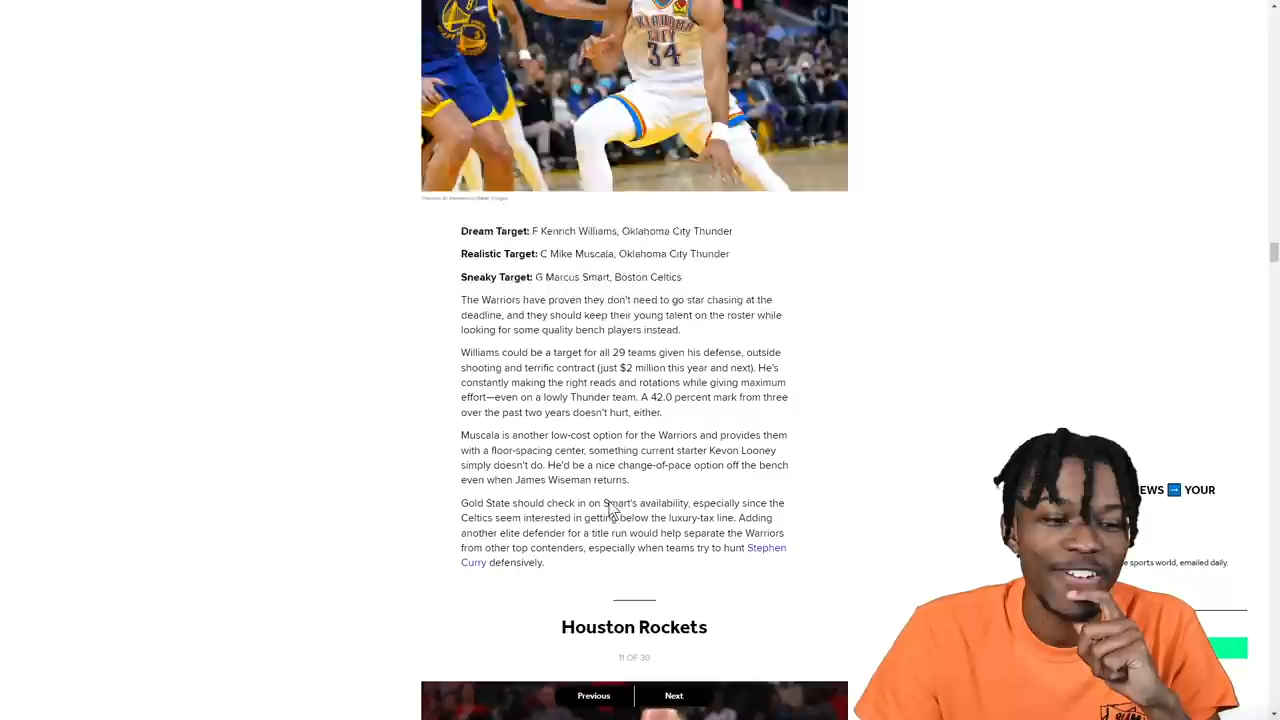 OKLAHOMA
CITY
34
Dream Target: F Kenrich Williams, Oklahoma City Thunder
Realistic Target: C Mike Muscala, Oklahoma City Thunder
Sneaky Target: G Marcus Smart, Boston Celtics
The Warriors have proven they don't need to go star chasing at the
deadline, and they should keep their young talent on the roster while
looking for some quality bench players instead.
Williams could be a target for all 29 teams given his defense, outside
shooting and terrific contract (just $2 million this year and next). He's
constantly making the right reads and rotations while giving maximum
effort—even on a lowly Thunder team. A 42.0 percent mark from three
over the past two years doesn't hurt, either.
Muscala is another low-cost option for the Warriors and provides them
with a floor-spacing center, something current starter Kevon Looney
simply doesn't do. He'd be a nice change-of-pace option off the bench
even when James Wiseman returns.
Gold State should check in on Smart's availability, especially since the
Celtics seem interested in getting below the luxury-tax line. Adding
another elite defender for a title run would help separate the Warriors
from other top contenders, especially when teams try to hunt Stephen
Curry defensively.
Houston Rockets
11 OF 30
Previous
Next
EWS YOUR
e sports world, emailed daily.